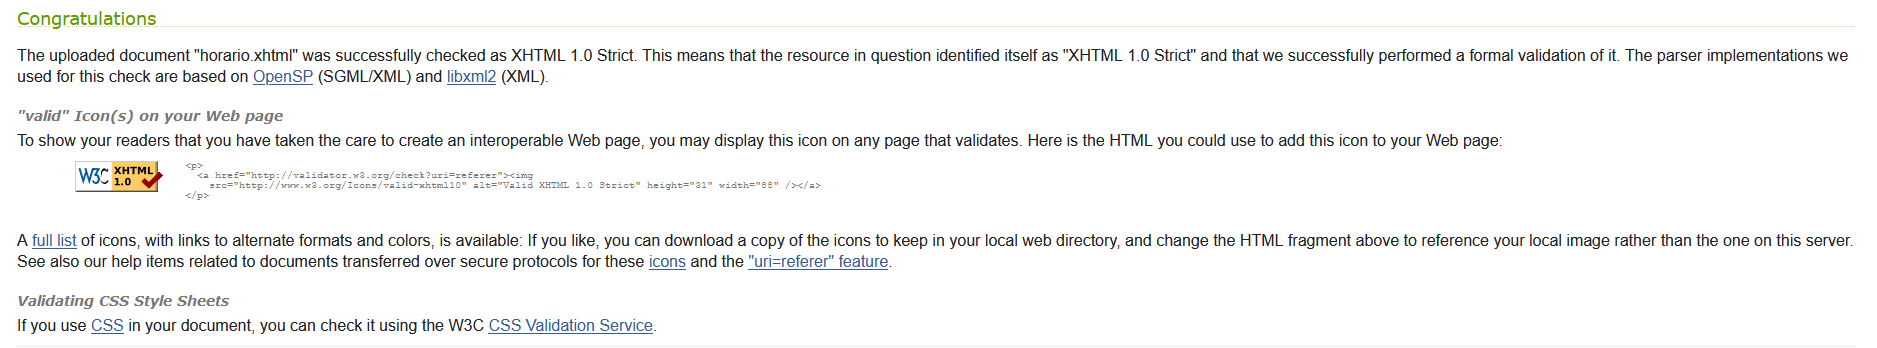 Congratulations
The uploaded document "horario.xhtml" was successfully checked as XHTML 1.0 Strict. This means that the resource in question identified itself as "XHTML 1.0 Strict" and that we successfully performed a formal validation of it. The parser implementations we
used for this check are based on OpenSP (SGML/XML) and libxml2 (XML).
"valid" Icon(s) on your Web page
To show your readers that you have taken the care to create an interoperable Web page, you may display this icon on any page that validates. Here is the HTML you could use to add this icon to your Web page:
W3C XHTML 1.0
<p>
<a href="http://validator.w3.org/check?uri=referer"><img
src="http://www.w3.org/Icons/valid-xhtml10" alt="Valid XHTML 1.0 Strict" height="31" width="88" /></a>
</p>
A full list of icons, with links to alternate formats and colors, is available: If you like, you can download a copy of the icons to keep in your local web directory, and change the HTML fragment above to reference your local image rather than the one on this server.
See also our help items related to documents transferred over secure protocols for these icons and the "uri=referer" feature.
Validating CSS Style Sheets
If you use CSS in your document, you can check it using the W3C CSS Validation Service.